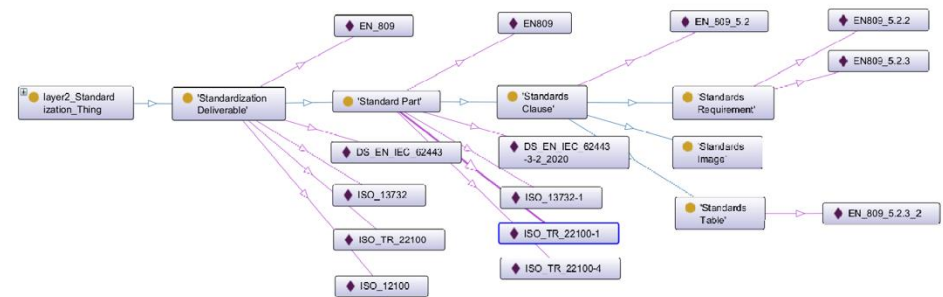 EN_809
EN809
EN_809_5.2
EN809_5.2.2
EN809_5.2.3
layer2_Standard
ization_Thing
'Standardization
Deliverable'
'Standard Part'
'Standards
Clause'
'Standards
Requirement'
DS_EN_IEC_62443
DS_EN_IEC_62443
-3-2_2020
'Standards
Image'
ISO_13732
ISO_13732-1
'Standards
Table'
EN_809_5.2.3_2
ISO_TR_22100
ISO_TR_22100-1
ISO_TR_22100-4
ISO_12100